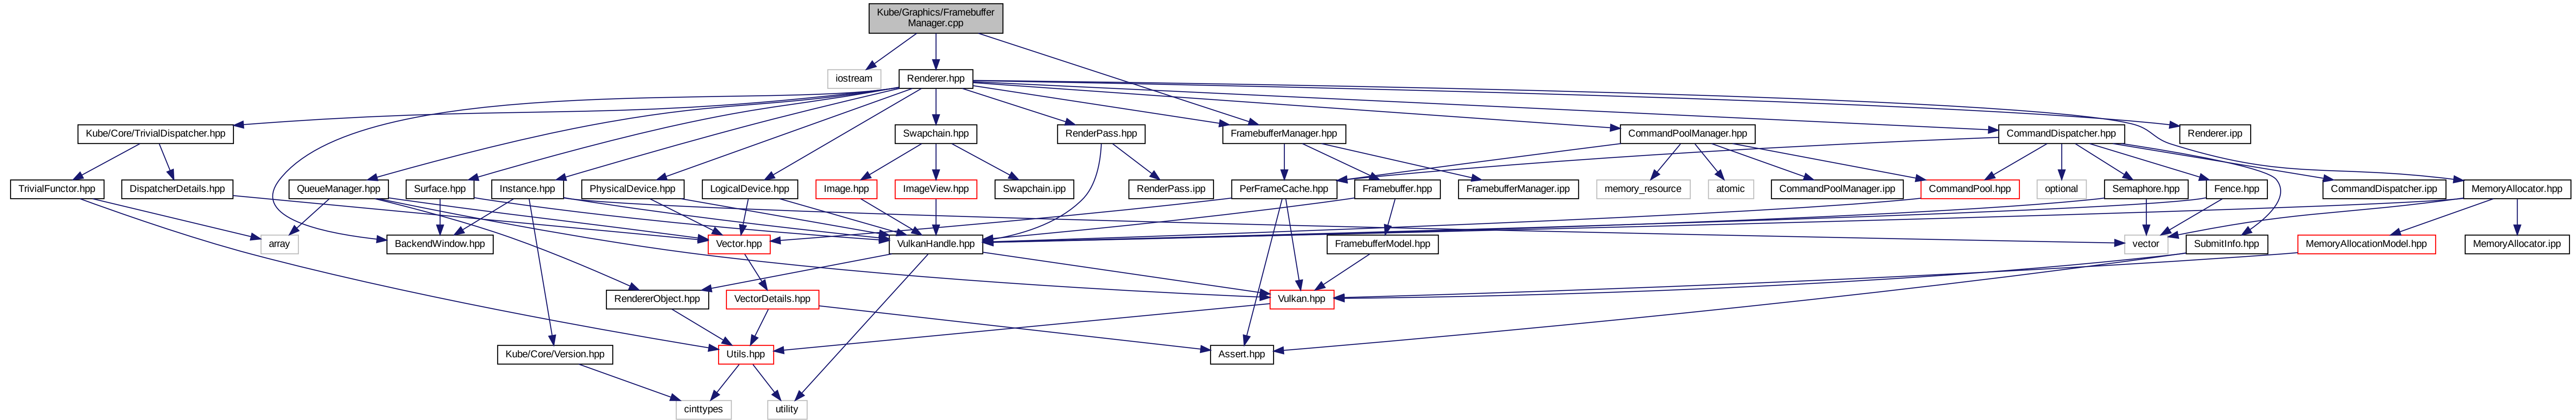 Kube/Graphics/Framebuffer
Manager.cpp
iostream
Renderer.hpp
Kube/Core/TrivialDispatcher.hpp
Swapchain.hpp
RenderPass.hpp
FramebufferManager.hpp
CommandPoolManager.hpp
CommandDispatcher.hpp
Renderer.ipp
TrivialFunctor.hpp
DispatcherDetails.hpp
QueueManager.hpp
Surface.hpp
Instance.hpp
PhysicalDevice.hpp
LogicalDevice.hpp
Image.hpp
ImageView.hpp
Swapchain.ipp
RenderPass.ipp
PerFrameCache.hpp
Framebuffer.hpp
FramebufferManager.ipp
memory_resource
atomic
CommandPoolManager.ipp
CommandPool.hpp
optional
Semaphore.hpp
Fence.hpp
CommandDispatcher.ipp
MemoryAllocator.hpp
array
BackendWindow.hpp
Vector.hpp
VulkanHandle.hpp
FramebufferModel.hpp
vector
SubmitInfo.hpp
MemoryAllocationModel.hpp
MemoryAllocator.ipp
RendererObject.hpp
VectorDetails.hpp
Vulkan.hpp
Kube/Core/Version.hpp
Utils.hpp
Assert.hpp
cinttypes
utility